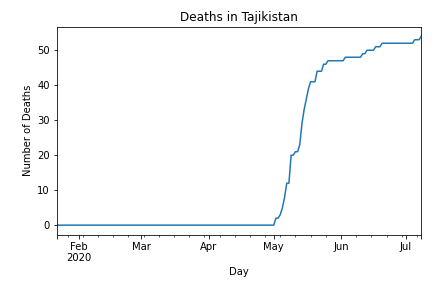 Deaths in Tajikistan
Number of Deaths
50
40
30
20
10
0
Feb
2020
Mar
Apr
May
Jun
Jul
Day